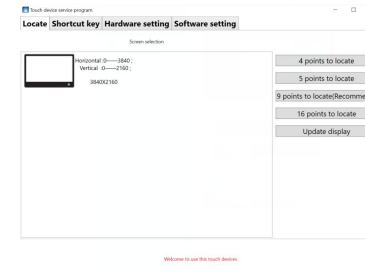 Touch device service program
Locate Shortcut key Hardware setting Software setting
Screen selection
Horizontal :0-----3840 ;
Vertical :0-----2160 ;
3840X2160
4 points to locate
5 points to locate
9 points to locate(Recomme
16 points to locate
Update display
Welcome to use this touch devices